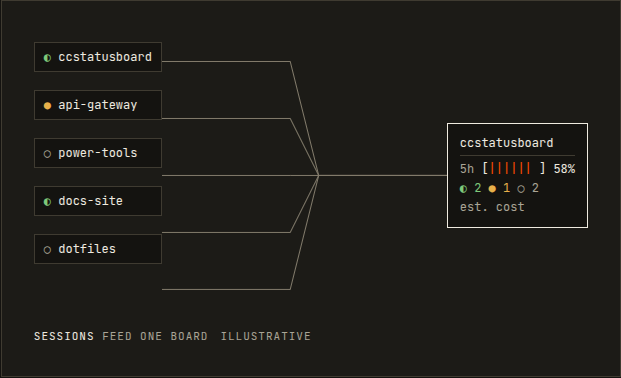 ◐ ccstatusboard
● api-gateway
○ power-tools
◐ docs-site
○ dotfiles
ccstatusboard
5h [|||||| ] 58%
◐ 2 ● 1 ○ 2
est. cost
SESSIONS FEED ONE BOARD ILLUSTRATIVE